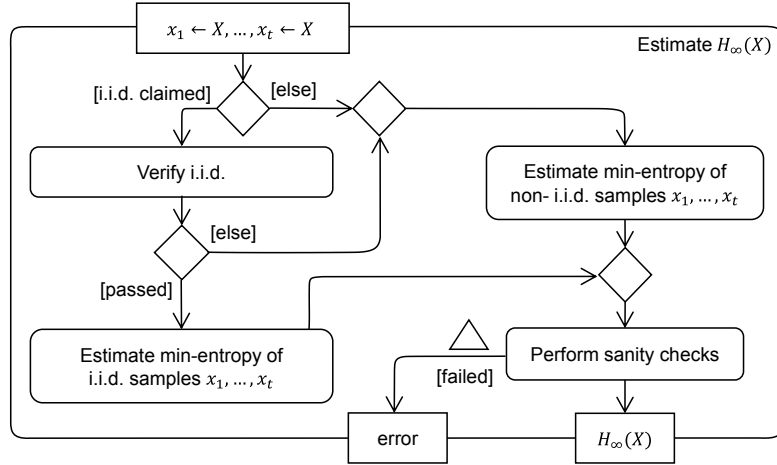 x₁ ← X, … , xₜ ← X
Estimate H∞(X)
[i.i.d. claimed]
[else]
Verify i.i.d.
Estimate min-entropy of
non- i.i.d. samples x₁, … , xₜ
[else]
[passed]
Estimate min-entropy of
i.i.d. samples x₁, … , xₜ
Perform sanity checks
[failed]
error
H∞(X)